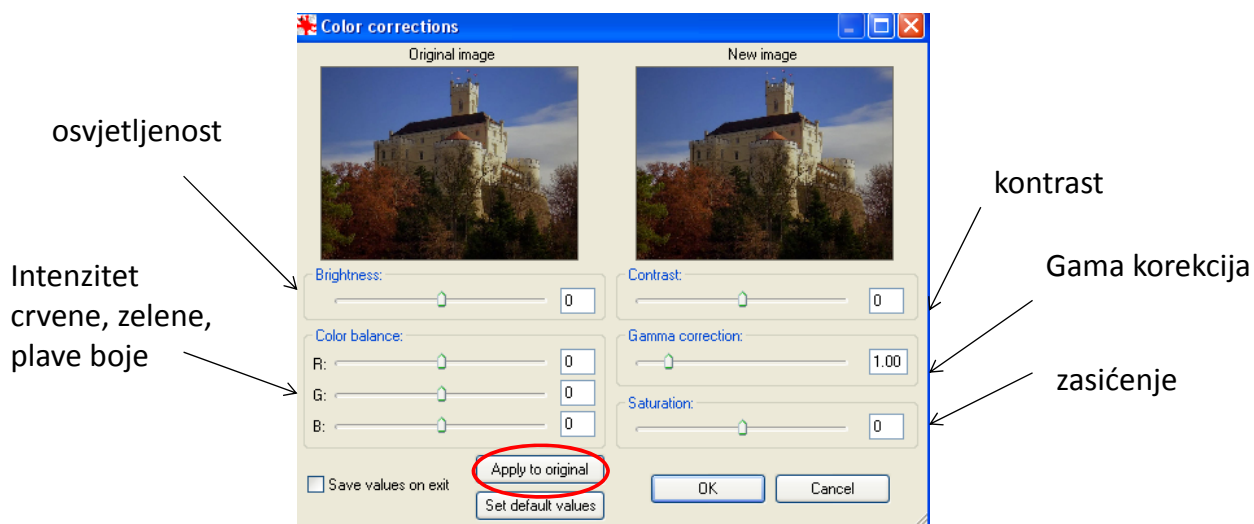 Color corrections
Original image
New image
osvjetljenost
kontrast
Intenzitet
crvene, zelene,
plave boje
Gama korekcija
zasićenje
Brightness:
0
Contrast:
0
Color balance:
R:
0
G:
0
B:
0
Gamma correction:
1.00
Saturation:
0
Save values on exit
Apply to original
Set default values
OK
Cancel